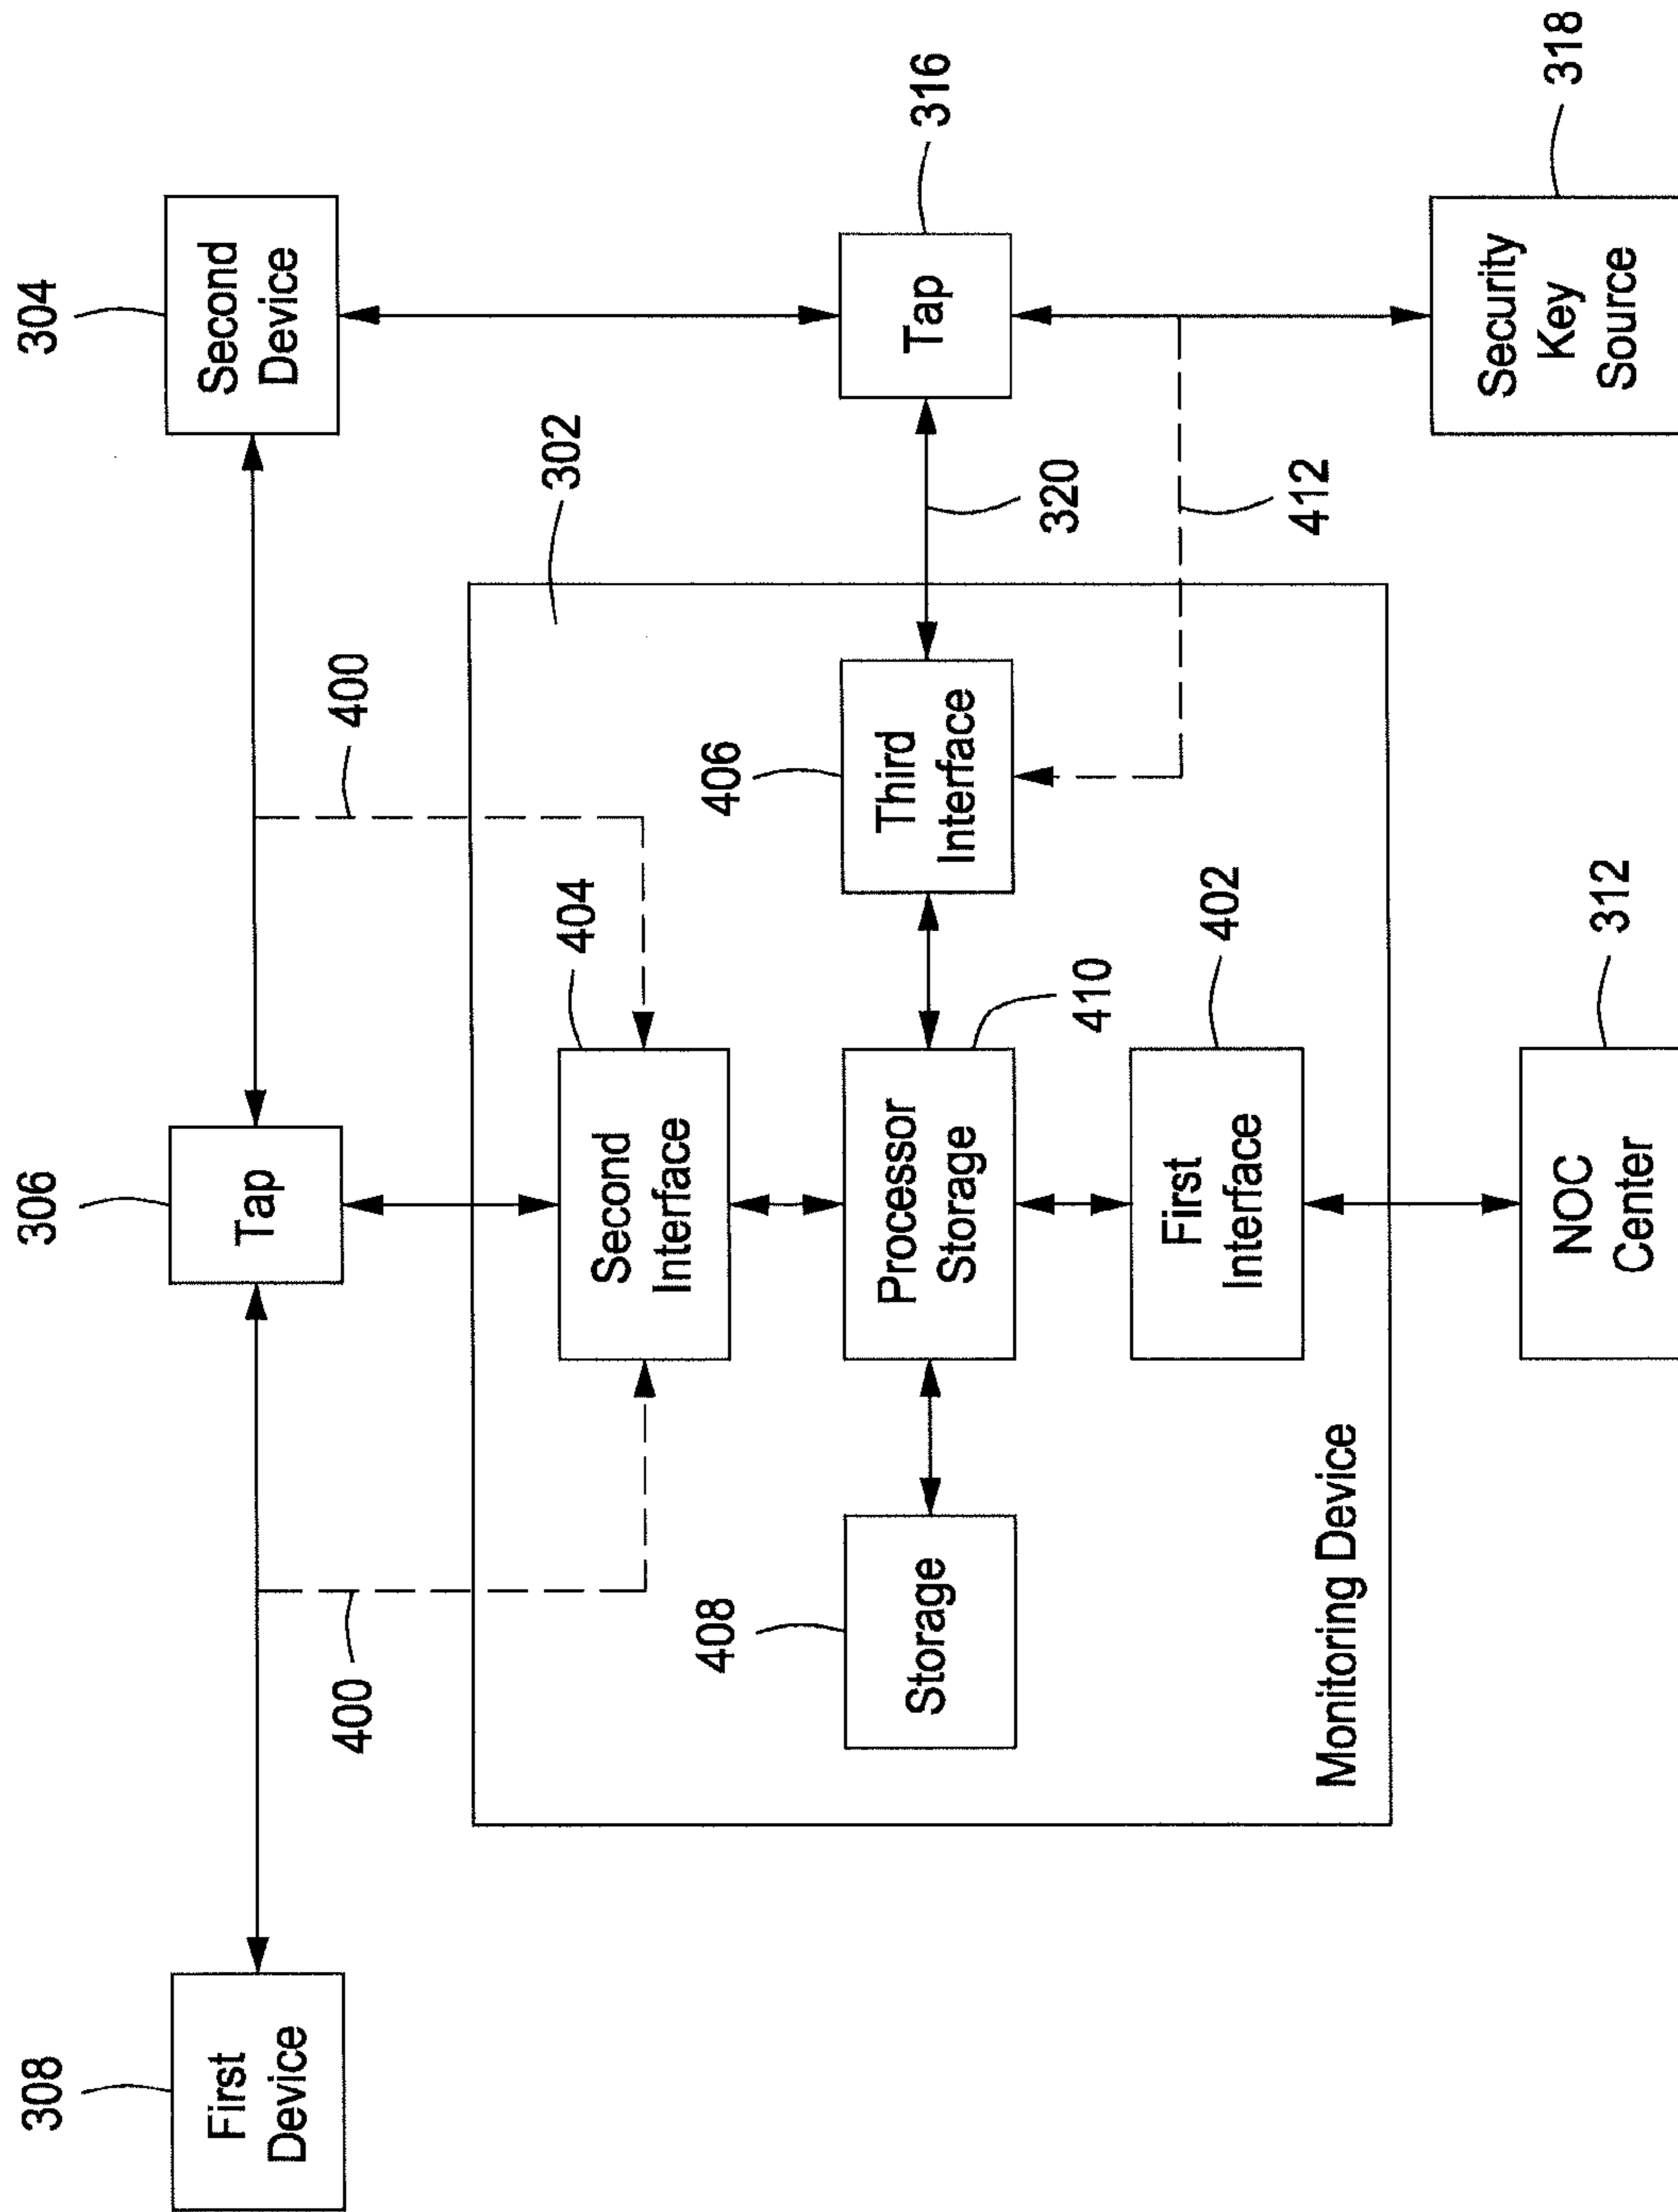 308
First
Device
306
Tap
304
Second
Device
400
400
302
404
Second
Interface
408
Storage
Processor
Storage
410
406
Third
Interface
320
Tap
316
412
First
Interface
402
Monitoring Device
NOC
Center
312
Security
Key
Source
318